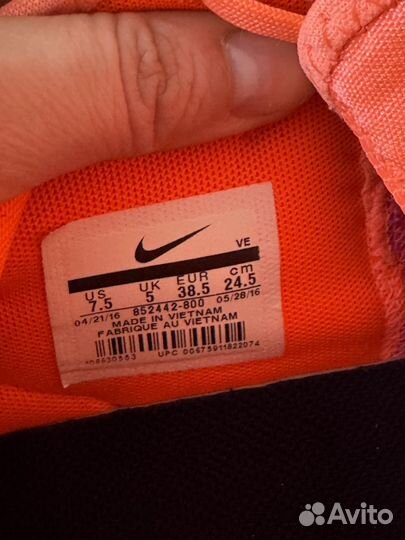 VE
US UK EUR cm
7.5 5 38.5 24.5
04/21/16 852442-800 05/28/16
MADE IN VIETNAM
FABRIQUE AU VIETNAM
UPC 00675911822074
Avito